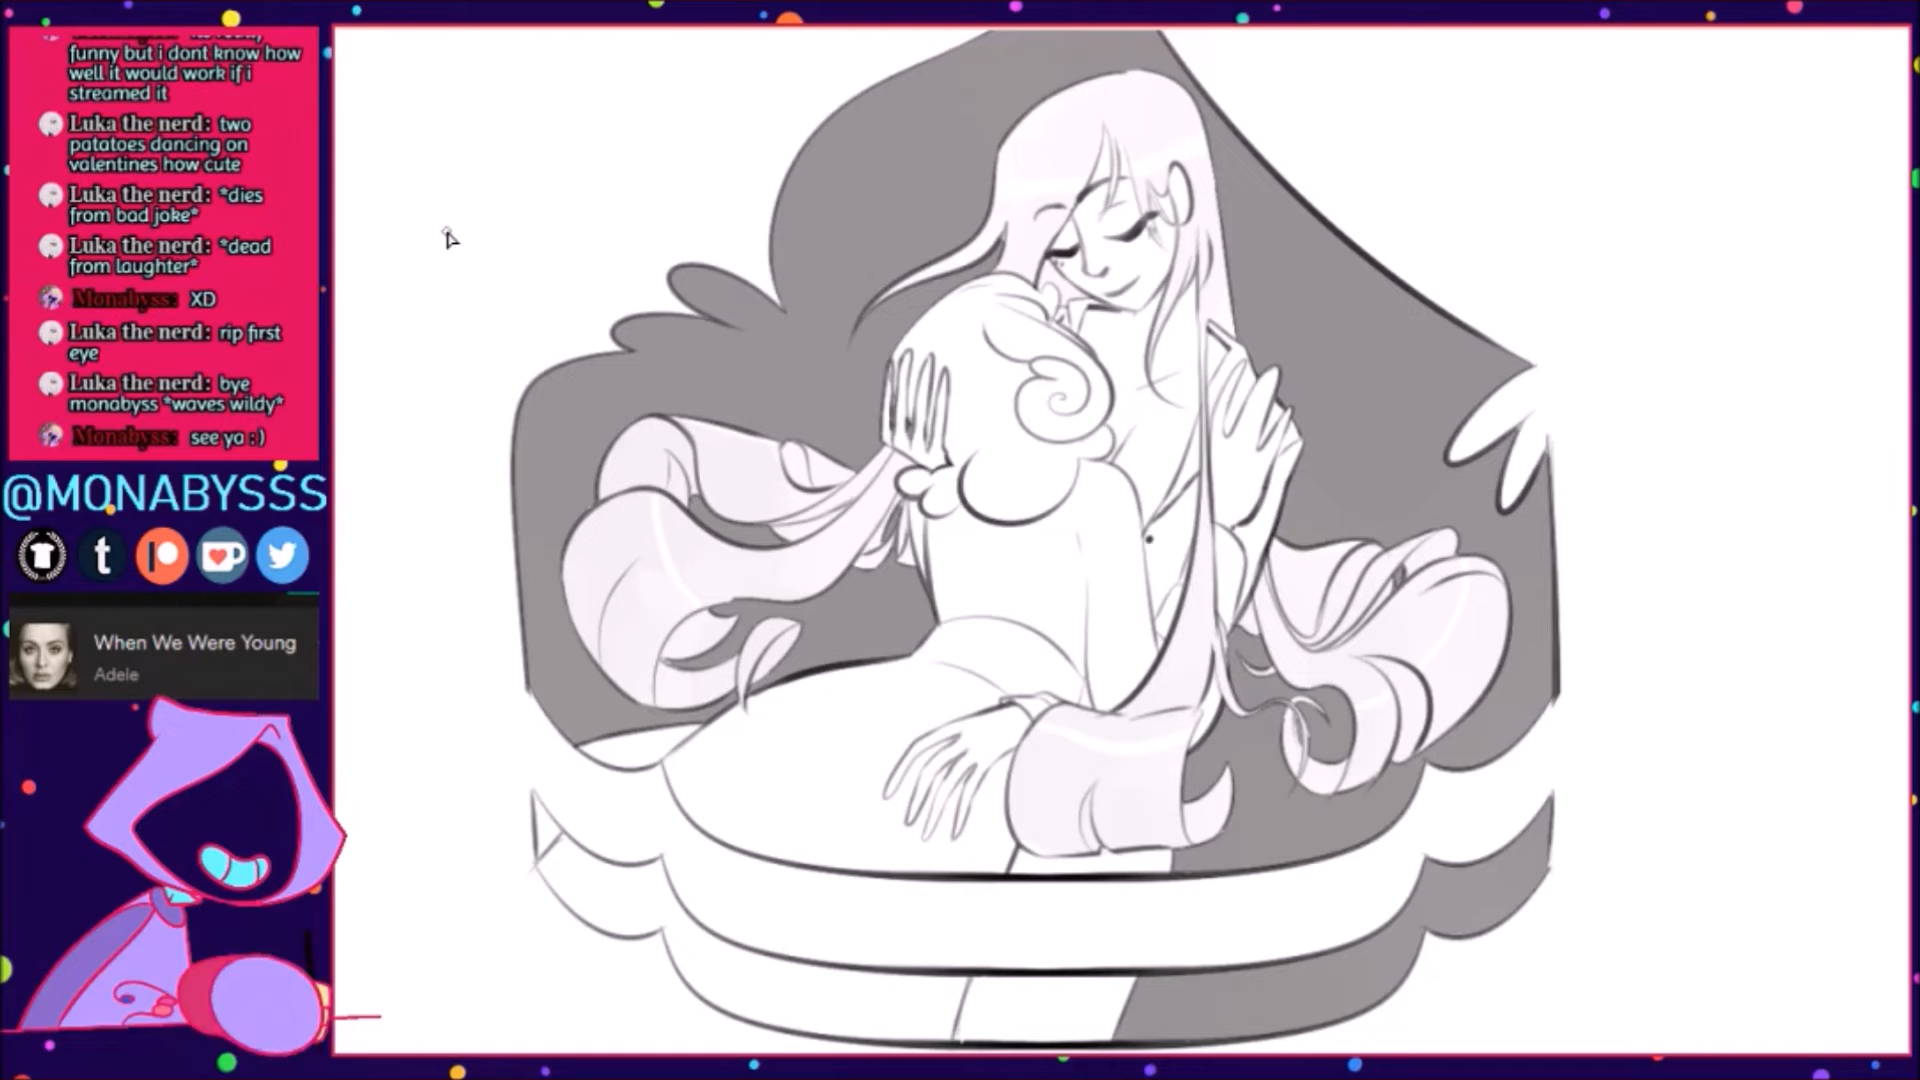 funny but i dont know how
well it would work if i
streamed it
Luka the nerd: two
patatoes dancing on
valentines how cute
Luka the nerd: *dies
from bad joke*
Luka the nerd: *dead
from laughter*
Monabyss: XD
Luka the nerd: rip first
eye
Luka the nerd: bye
monabyss *waves wildy*
Monabyss: see ya :)
@MONABYSSS
t
When We Were Young
Adele